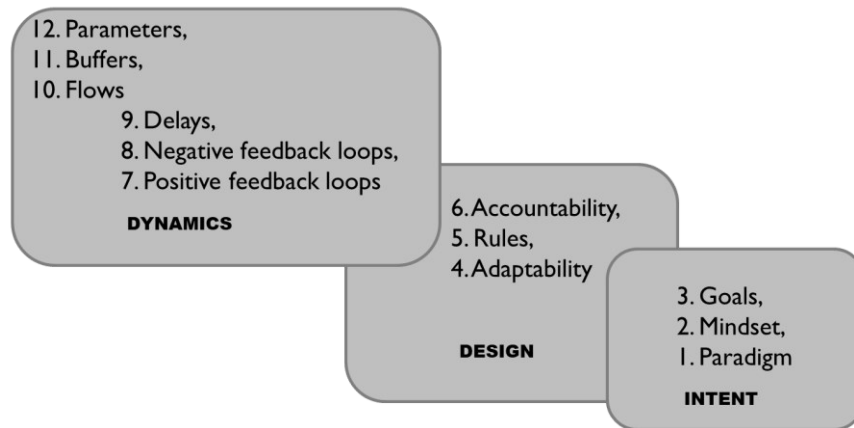 12. Parameters,
11. Buffers,
10. Flows
9. Delays,
8. Negative feedback loops,
7. Positive feedback loops
DYNAMICS
6. Accountability,
5. Rules,
4. Adaptability
DESIGN
3. Goals,
2. Mindset,
1. Paradigm
INTENT